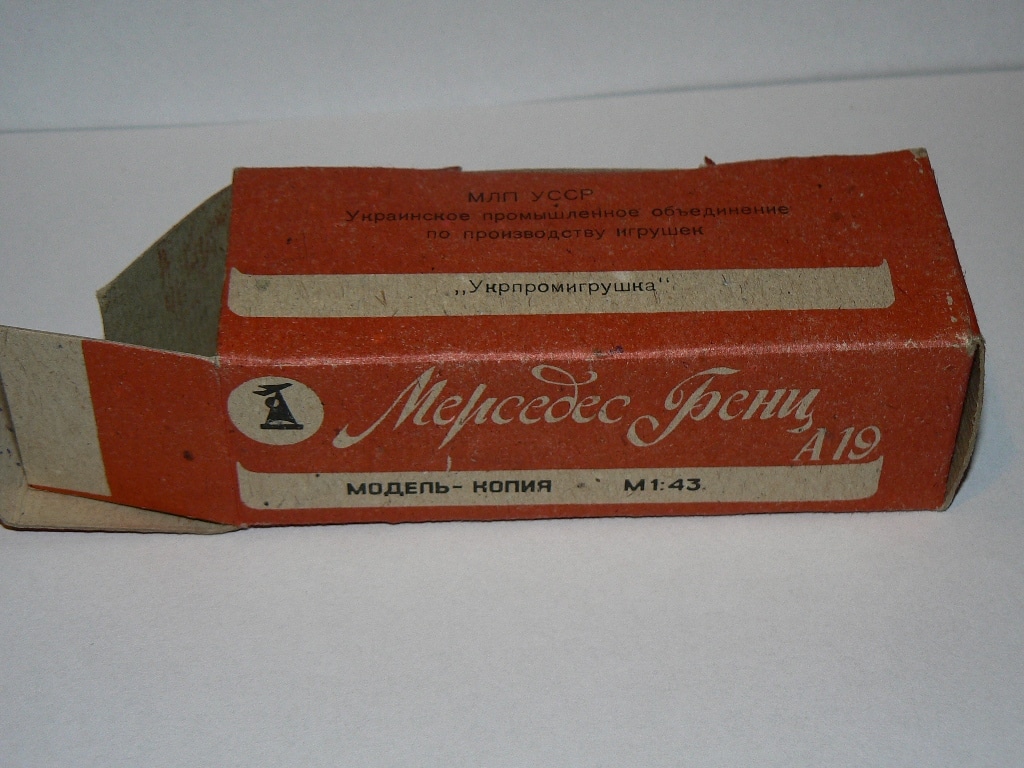 МЛП УССР
Украинское промышленное объединение
по производству игрушек
„Укрпромигрушка"
Мерседес Бенц
А19
МОДЕЛЬ- КОПИЯ М1:43.